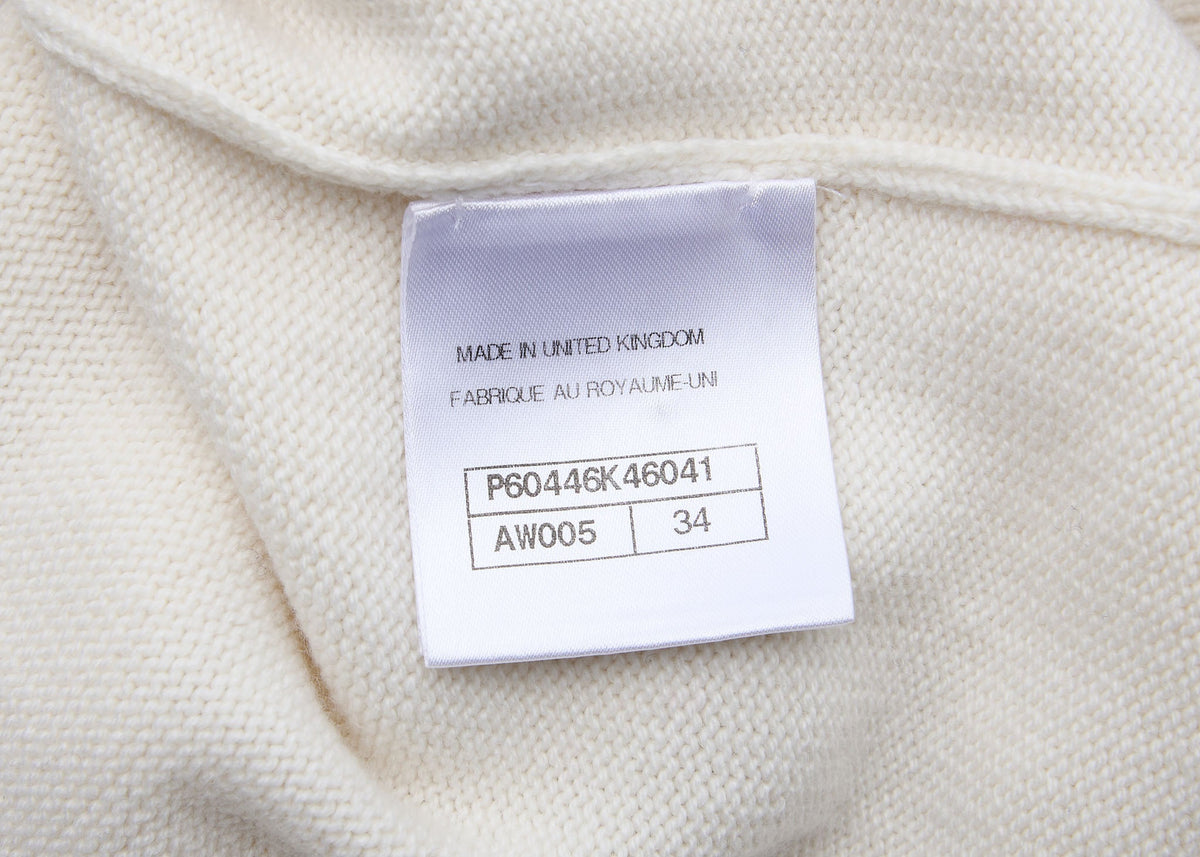 MADE IN UNITED KINGDOM
FABRIQUE AU ROYAUME-UNI
P60446K46041
AW005 34